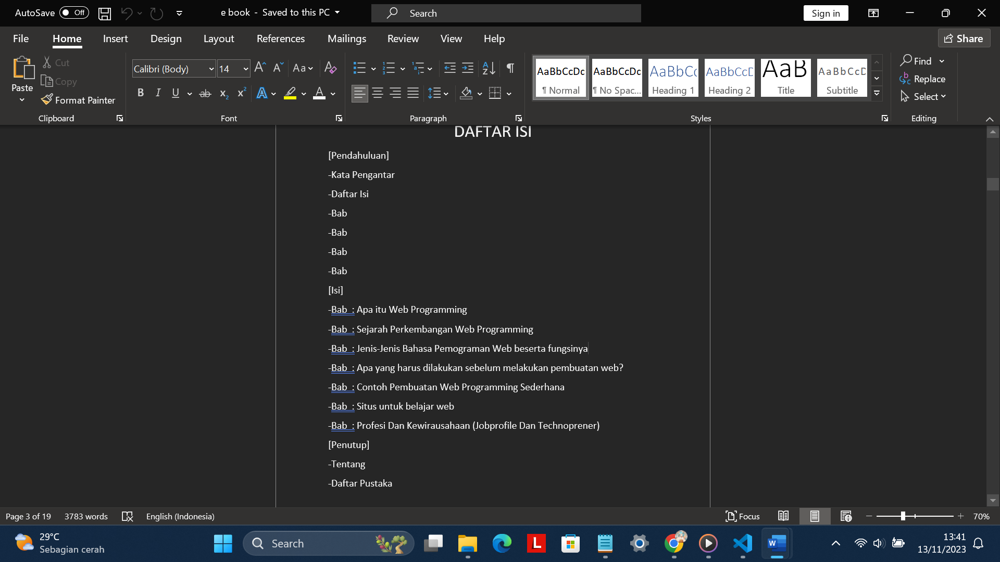 AutoSave Off e book - Saved to this PC Search Sign in
File Home Insert Design Layout References Mailings Review View Help Share
Paste Cut Copy Format Painter Clipboard
Calibri (Body) 14 Font
Paragraph
AaBbCcDc ¶ Normal
AaBbCcDc ¶ No Spac...
AaBbC Heading 1
AaBbCcD Heading 2
AaB Title
AaBbCcD Subtitle
Styles
Find Replace Select Editing
DAFTAR ISI
[Pendahuluan]
-Kata Pengantar
-Daftar Isi
-Bab
-Bab
-Bab
-Bab
[Isi]
-Bab : Apa itu Web Programming
-Bab : Sejarah Perkembangan Web Programming
-Bab : Jenis-Jenis Bahasa Pemograman Web beserta fungsinya
-Bab : Apa yang harus dilakukan sebelum melakukan pembuatan web?
-Bab : Contoh Pembuatan Web Programming Sederhana
-Bab : Situs untuk belajar web
-Bab : Profesi Dan Kewirausahaan (Jobprofile Dan Technoprener)
[Penutup]
-Tentang
-Daftar Pustaka
Page 3 of 19 3783 words English (Indonesia) Focus 70%
29°C
Sebagian cerah
Search
13:41
13/11/2023